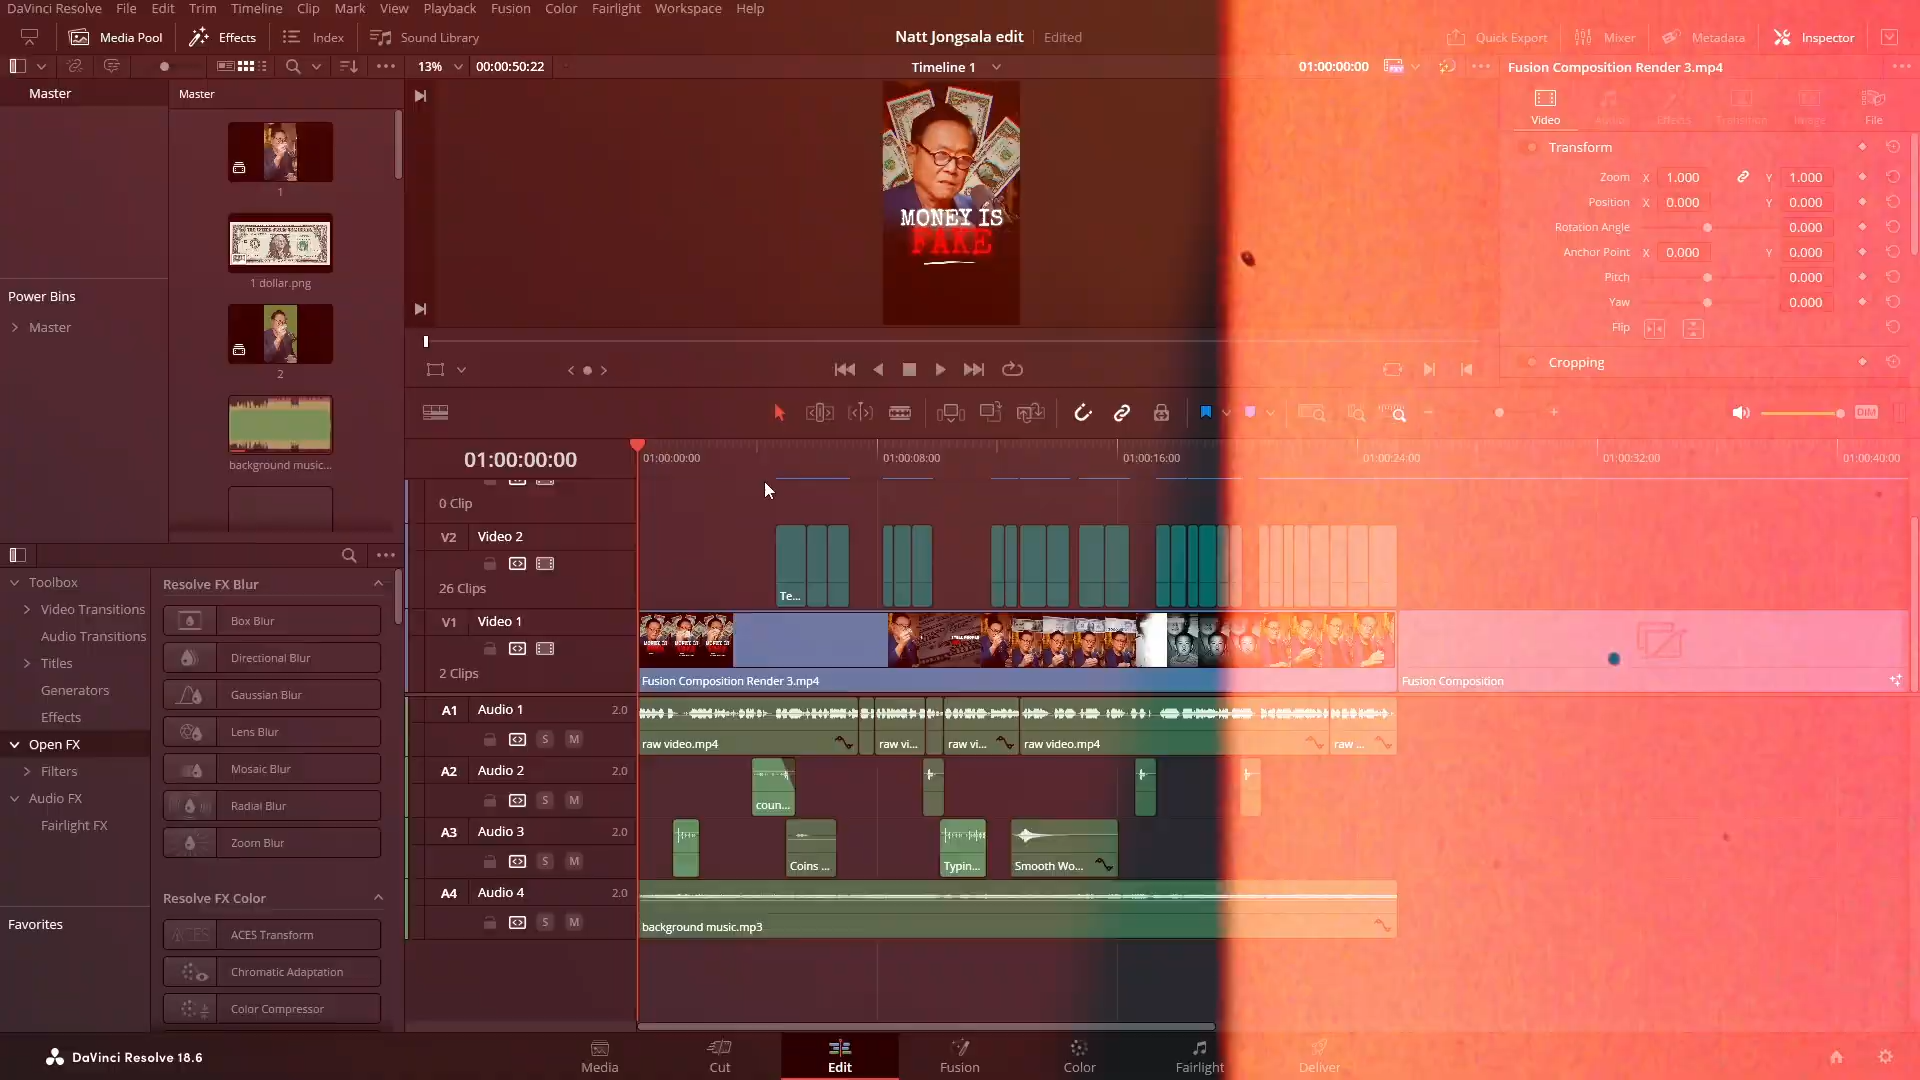 DaVinci Resolve File Edit Trim Timeline Clip Mark View Playback Fusion Color Fairlight Workspace Help
Media Pool Effects Index Sound Library
Natt Jongsala edit Edited
Quick Export Mixer Metadata Inspector
13% 00:00:50:22
Timeline 1
01:00:00:00
Fusion Composition Render 3.mp4
Master
Power Bins
Master
Master
1
1 dollar.png
2
background music...
MONEY IS
FAKE
Video Audio Effects Transition Image File
Transform
Zoom X 1.000 Y 1.000
Position X 0.000 Y 0.000
Rotation Angle 0.000
Anchor Point X 0.000 Y 0.000
Pitch 0.000
Yaw 0.000
Flip
Cropping
DIM
01:00:00:00
01:00:00:00 01:00:08:00 01:00:16:00 01:00:24:00 01:00:32:00 01:00:40:00
0 Clip
V2 Video 2
26 Clips
Te...
V1 Video 1
2 Clips
Fusion Composition Render 3.mp4
Fusion Composition
A1 Audio 1 2.0
S M
raw video.mp4 raw vi... raw vi... raw video.mp4 raw ...
A2 Audio 2 2.0
S M
coun...
A3 Audio 3 2.0
S M
Coins ... Typin... Smooth Wo...
A4 Audio 4 2.0
S M
background music.mp3
Toolbox
Video Transitions
Audio Transitions
Titles
Generators
Effects
Open FX
Filters
Audio FX
Fairlight FX
Favorites
Resolve FX Blur
Box Blur
Directional Blur
Gaussian Blur
Lens Blur
Mosaic Blur
Radial Blur
Zoom Blur
Resolve FX Color
ACES Transform
Chromatic Adaptation
Color Compressor
DaVinci Resolve 18.6
Media Cut Edit Fusion Color Fairlight Deliver